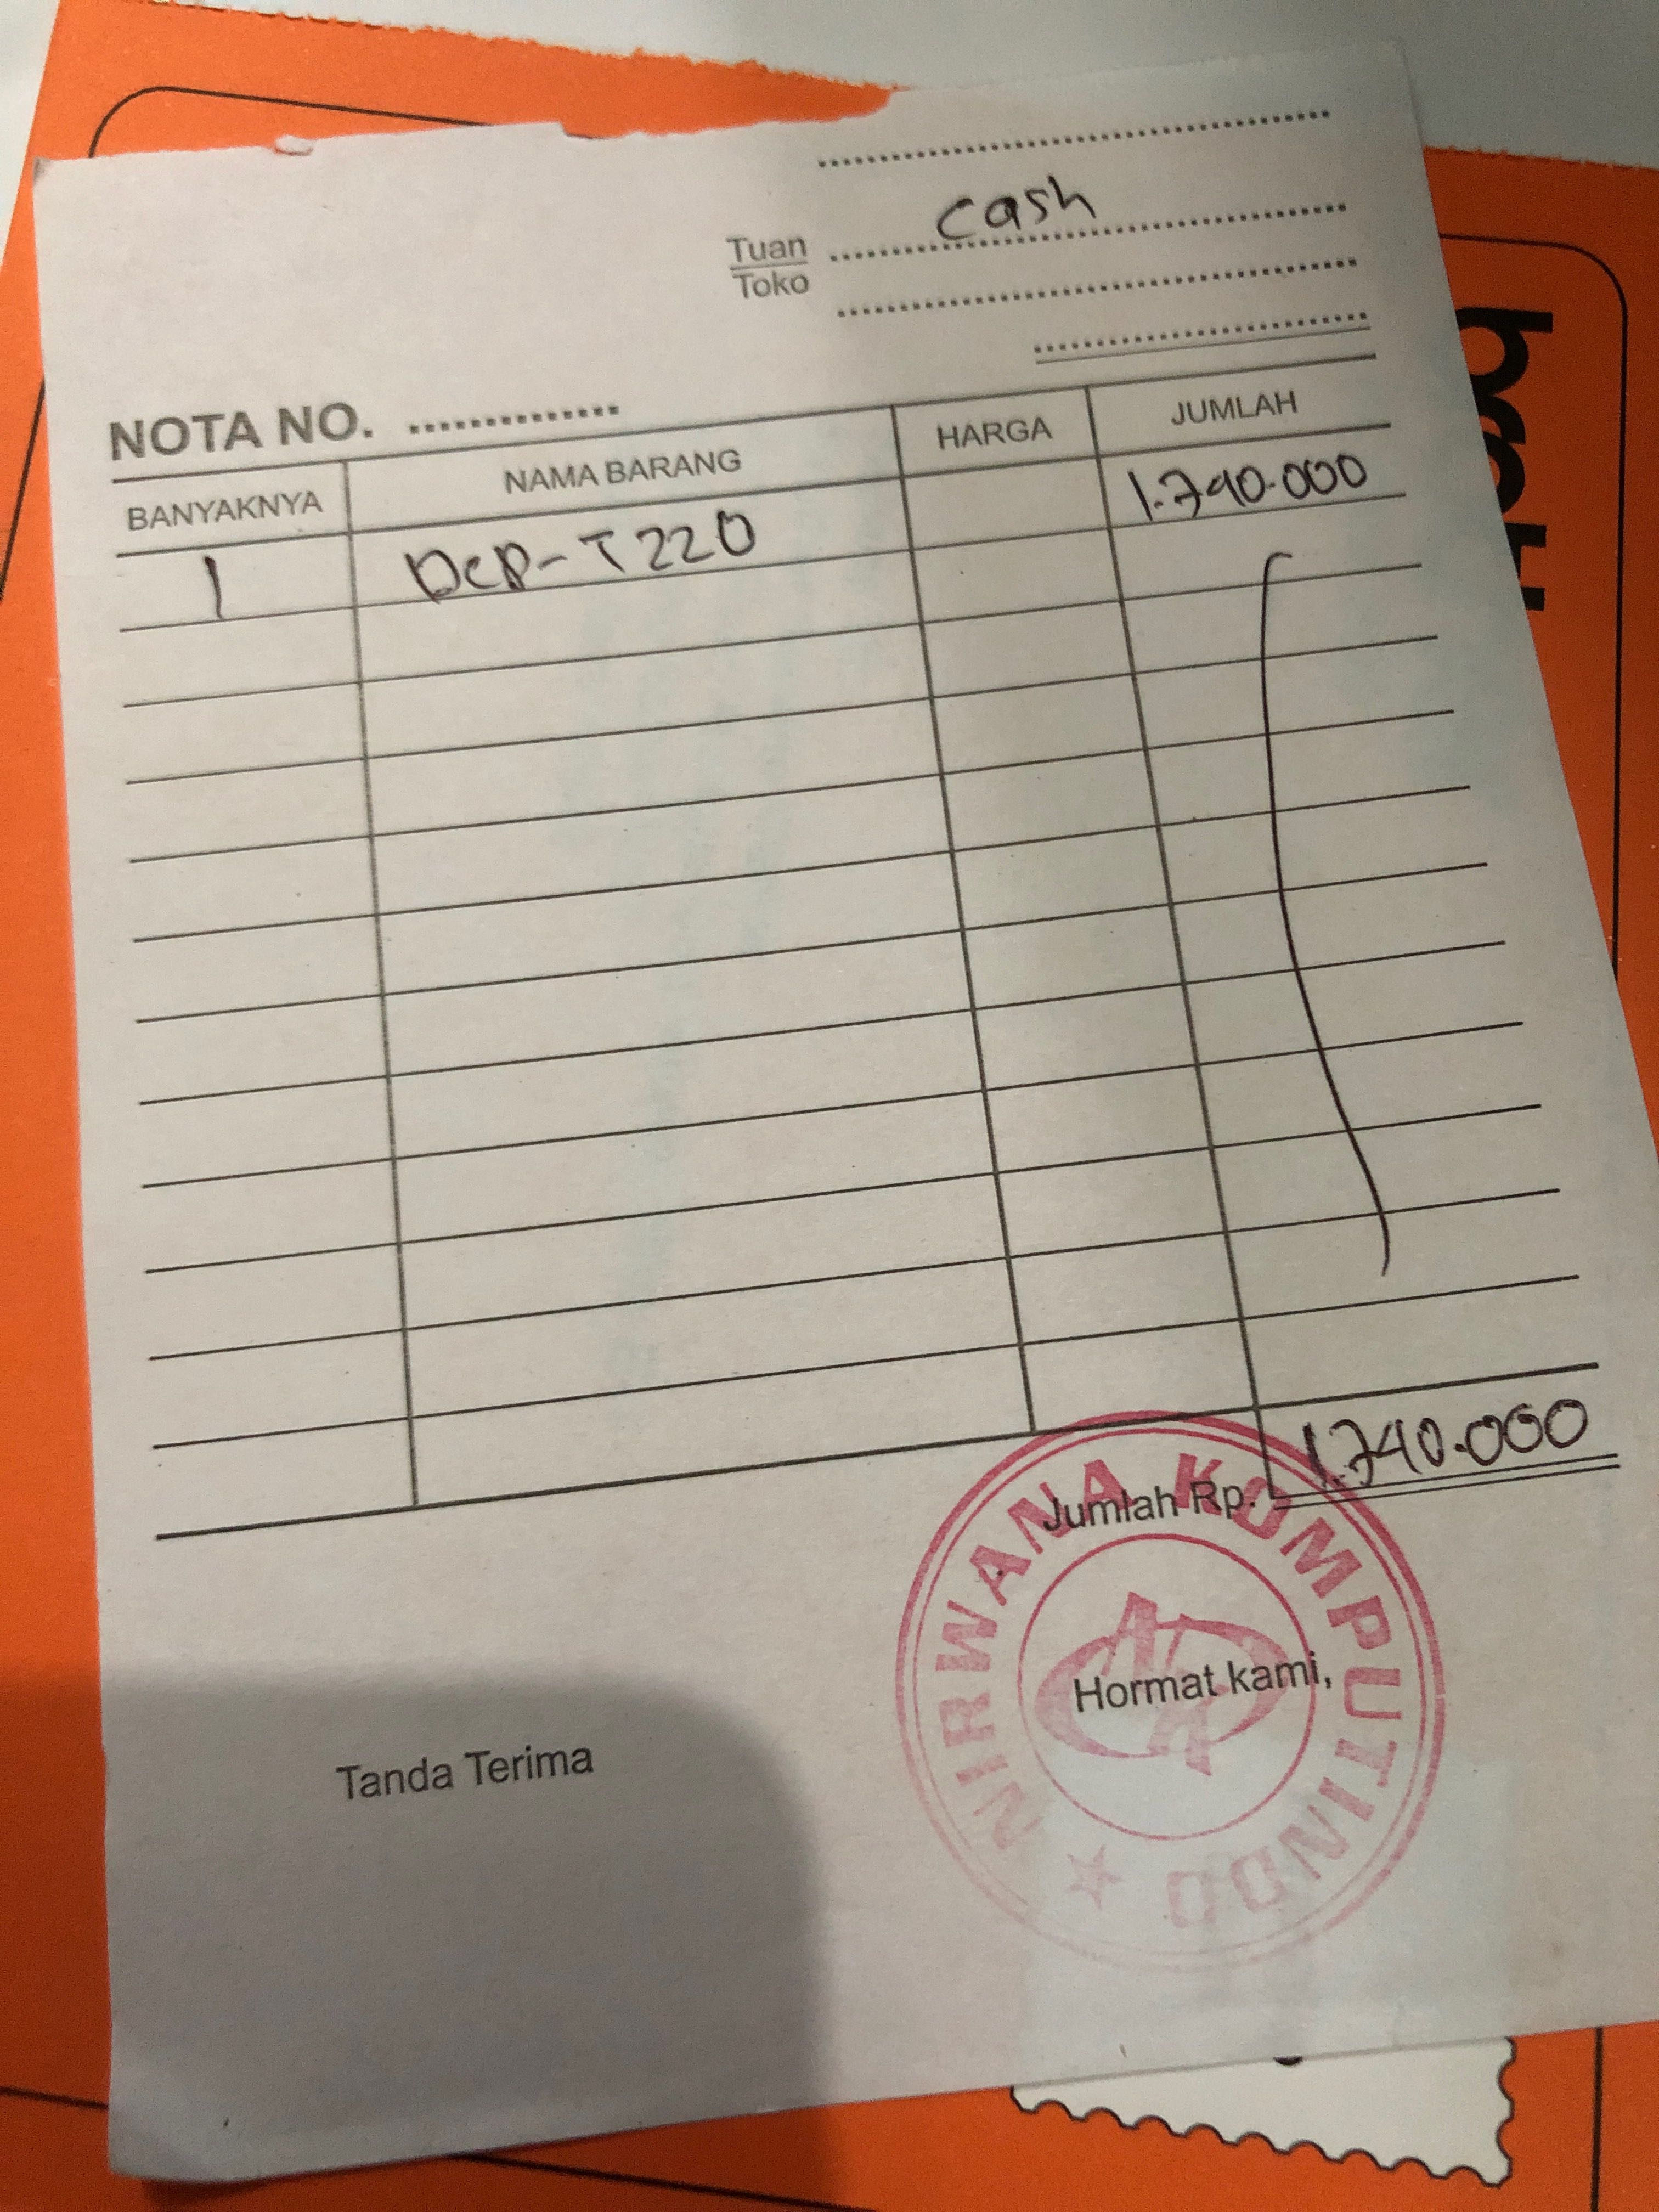 cash
Tuan
Toko
NOTA NO. ..............
BANYAKNYA NAMA BARANG HARGA JUMLAH
1 DCP-T220 1.740.000
Jumlah Rp. 1.740.000
NIRWANA KOMPUTINDO
Hormat kami,
Tanda Terima